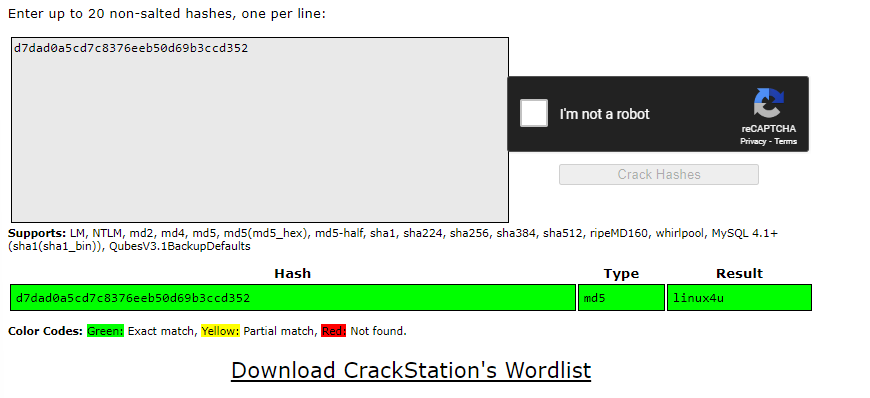 Enter up to 20 non-salted hashes, one per line:
d7dad0a5cd7c8376eeb50d69b3ccd352
I'm not a robot
reCAPTCHA
Privacy - Terms
Crack Hashes
Supports: LM, NTLM, md2, md4, md5, md5(md5_hex), md5-half, sha1, sha224, sha256, sha384, sha512, ripeMD160, whirlpool, MySQL 4.1+
(sha1(sha1_bin)), QubesV3.1BackupDefaults
Hash Type Result
d7dad0a5cd7c8376eeb50d69b3ccd352 md5 linux4u
Color Codes: Green: Exact match, Yellow: Partial match, Red: Not found.
Download CrackStation's Wordlist